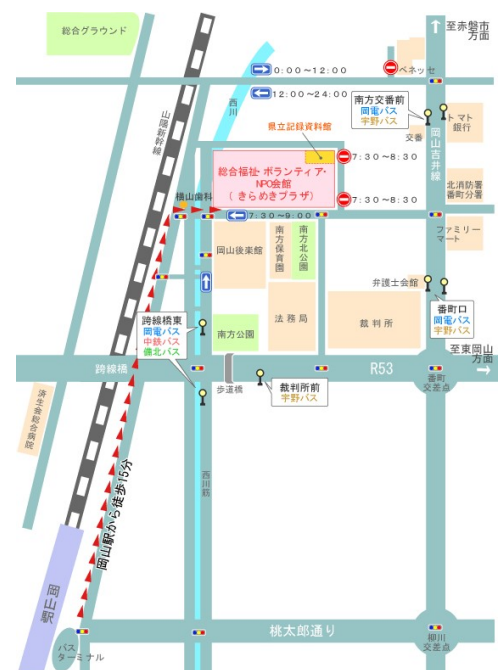 総合グラウンド
至赤磐市
方面
ベネッセ
0:00～12:00
12:00～24:00
西川
山陽新幹線
南方交番前
岡電バス
宇野バス
トマト
銀行
交番
岡山吉井線
県立記録資料館
7:30～8:30
総合福祉・ボランティア・
NPO会館
(きらめきプラザ)
7:30～8:30
北消防署
番町分署
横山歯科
7:30～9:00
ファミリー
マート
岡山後楽館
南方保育園
南方北公園
弁護士会館
番町口
岡電バス
宇野バス
跨線橋東
岡電バス
中鉄バス
備北バス
南方公園
法務局
裁判所
至東岡山
方面
跨線橋
R53
番町
交差点
歩道橋
裁判所前
宇野バス
済生会総合病院
岡山駅から徒歩15分
西川筋
岡山駅
桃太郎通り
柳川
交差点
バス
ターミナル